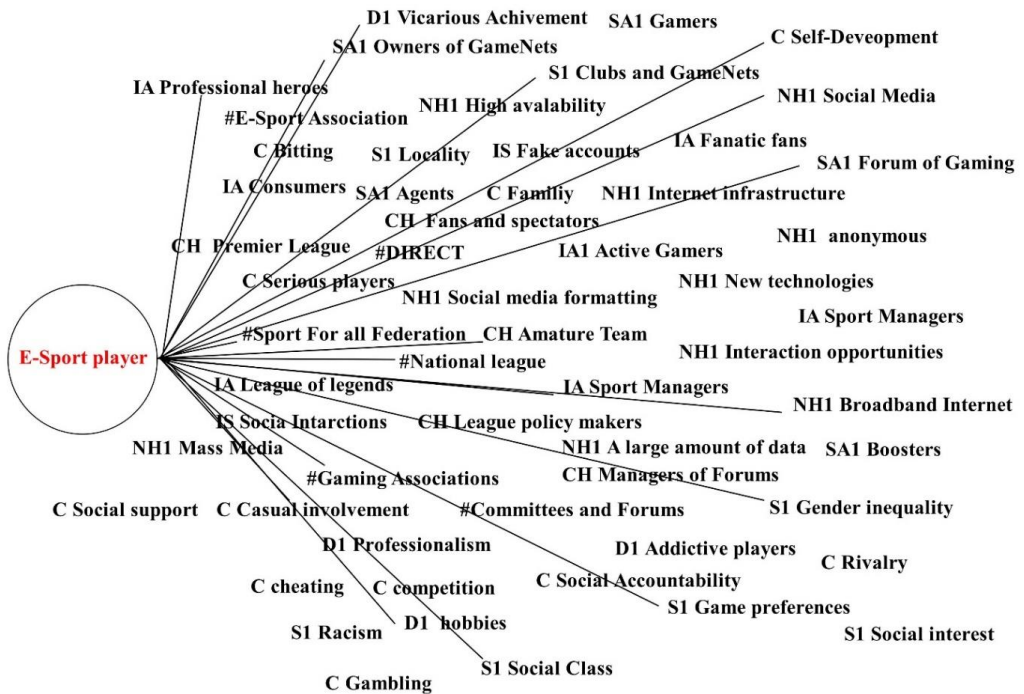 D1 Vicarious Achivement
SA1 Gamers
C Self-Deveopment
SA1 Owners of GameNets
S1 Clubs and GameNets
IA Professional heroes
NH1 High avalability
NH1 Social Media
#E-Sport Association
IA Fanatic fans
C Bitting
S1 Locality
IS Fake accounts
SA1 Forum of Gaming
IA Consumers
SA1 Agents
C Familiy
NH1 Internet infrastructure
CH Fans and spectators
NH1 anonymous
CH Premier League
#DIRECT
IA1 Active Gamers
C Serious players
NH1 New technologies
NH1 Social media formatting
IA Sport Managers
#Sport For all Federation
CH Amature Team
E-Sport player
#National league
NH1 Interaction opportunities
IA League of legends
IA Sport Managers
NH1 Broadband Internet
IS Socia Intarctions
CH League policy makers
NH1 Mass Media
NH1 A large amount of data
SA1 Boosters
#Gaming Associations
CH Managers of Forums
C Social support
C Casual involvement
#Committees and Forums
S1 Gender inequality
D1 Professionalism
D1 Addictive players
C Rivalry
C cheating
C competition
C Social Accountability
S1 Game preferences
S1 Racism
D1 hobbies
S1 Social interest
S1 Social Class
C Gambling